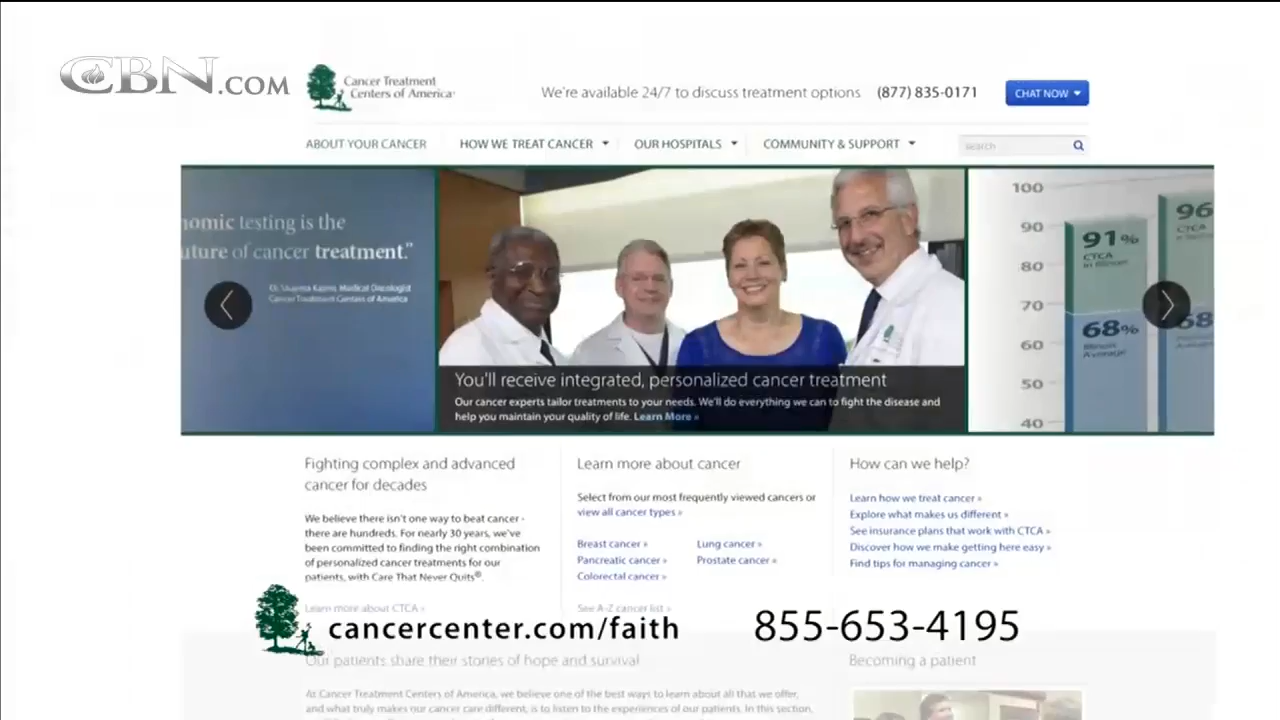 CBN.com
Cancer Treatment
Centers of America
We're available 24/7 to discuss treatment options (877) 835-0171
CHAT NOW
ABOUT YOUR CANCER HOW WE TREAT CANCER OUR HOSPITALS COMMUNITY & SUPPORT search
nomic testing is the
uture of cancer treatment."
Medical Oncologist
Cancer Treatment Centers of America
You'll receive integrated, personalized cancer treatment
Our cancer experts tailor treatments to your needs. We'll do everything we can to fight the disease and
help you maintain your quality of life. Learn More »
100
90
80
70
60
50
40
91%
CTCA
in Illinois
68%
Illinois
Average
96
CTCA
68
Fighting complex and advanced
cancer for decades
We believe there isn't one way to beat cancer -
there are hundreds. For nearly 30 years, we've
been committed to finding the right combination
of personalized cancer treatments for our
patients, with Care That Never Quits®.
Learn more about CTCA »
Learn more about cancer
Select from our most frequently viewed cancers or
view all cancer types »
Breast cancer » Lung cancer »
Pancreatic cancer » Prostate cancer »
Colorectal cancer »
See A-Z cancer list »
How can we help?
Learn how we treat cancer »
Explore what makes us different »
See insurance plans that work with CTCA »
Discover how we make getting here easy »
Find tips for managing cancer »
cancercenter.com/faith 855-653-4195
Our patients share their stories of hope and survival
At Cancer Treatment Centers of America, we believe one of the best ways to learn about all that we offer,
and what truly makes our cancer care different, is to listen to the experiences of our patients. In this section,
Becoming a patient